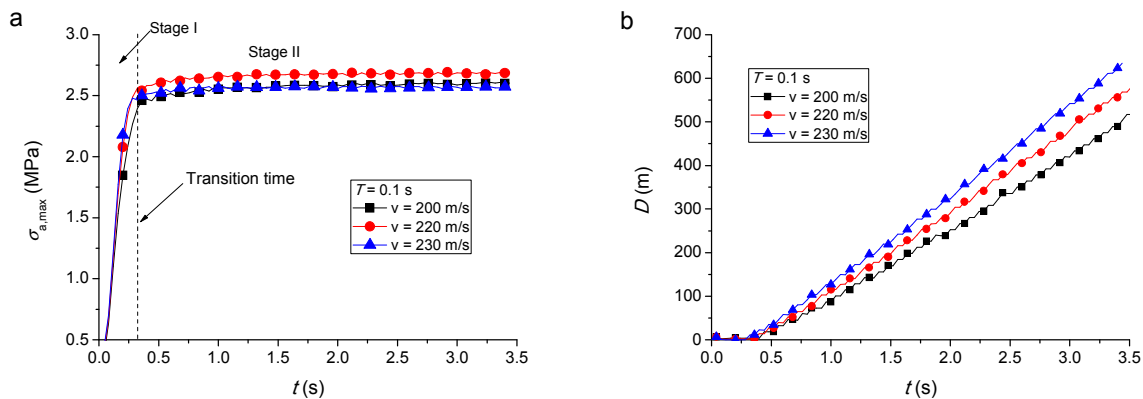 a
b
Stage I
Stage II
Transition time
T = 0.1 s
v = 200 m/s
v = 220 m/s
v = 230 m/s
3.0
2.5
2.0
1.5
1.0
0.5
σa,max (MPa)
0.0 0.5 1.0 1.5 2.0 2.5 3.0 3.5
t (s)
T = 0.1 s
v = 200 m/s
v = 220 m/s
v = 230 m/s
700
600
500
400
300
200
100
0
D (m)
0.0 0.5 1.0 1.5 2.0 2.5 3.0 3.5
t (s)